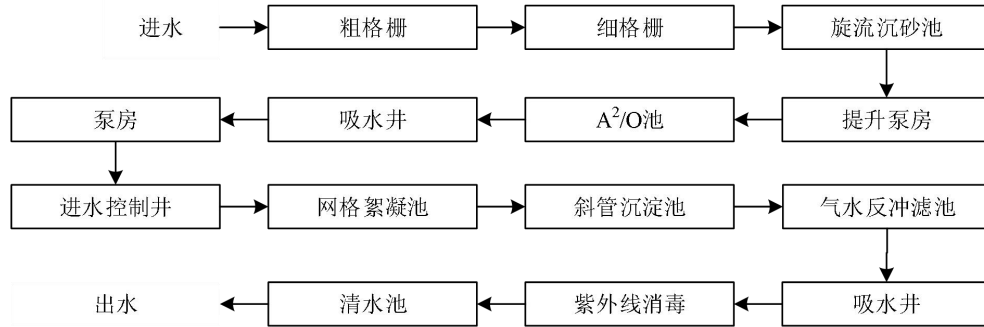 进水
粗格栅
细格栅
旋流沉砂池
泵房
吸水井
A²/O池
提升泵房
进水控制井
网格絮凝池
斜管沉淀池
气水反冲滤池
出水
清水池
紫外线消毒
吸水井